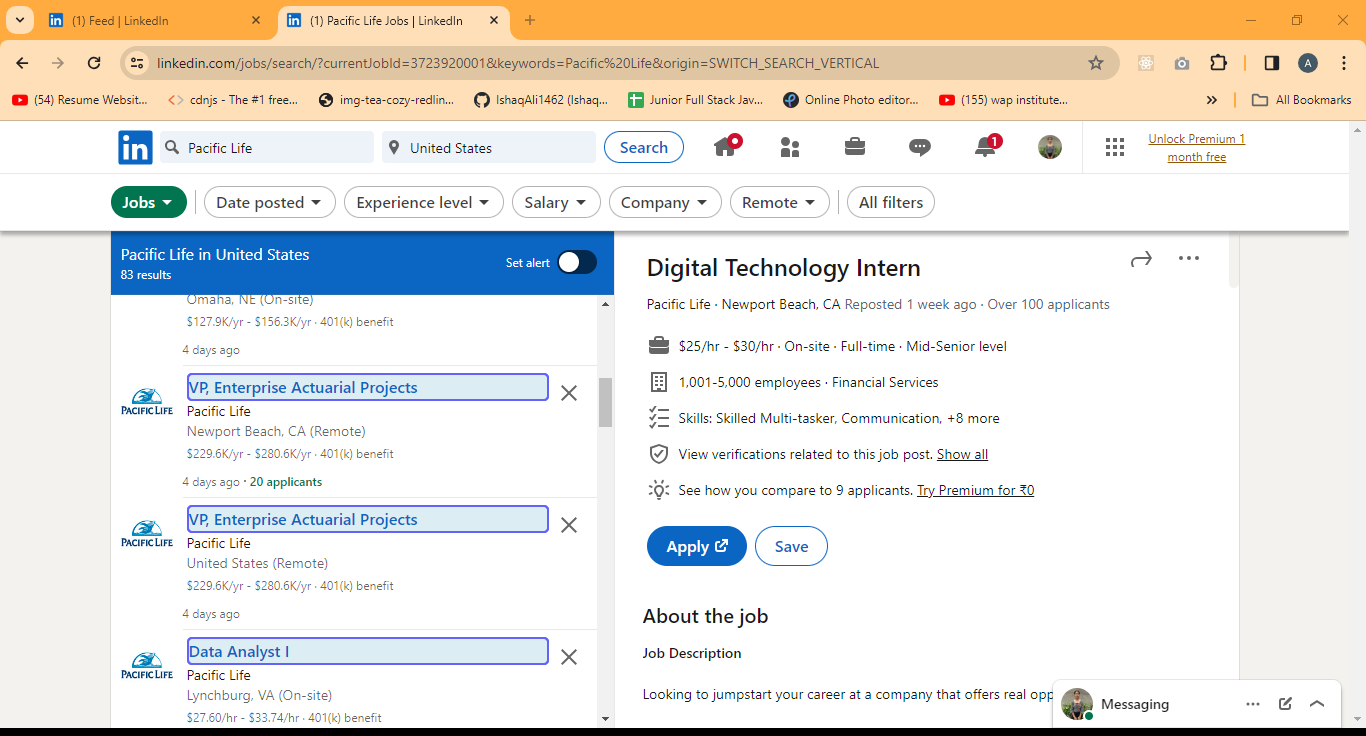 (1) Feed | LinkedIn
(1) Pacific Life Jobs | LinkedIn
linkedin.com/jobs/search/?currentJobId=3723920001&keywords=Pacific%20Life&origin=SWITCH_SEARCH_VERTICAL
A
(54) Resume Websit...
cdnjs - The #1 free...
img-tea-cozy-redlin...
IshaqAli1462 (Ishaq...
Junior Full Stack Jav...
Online Photo editor...
(155) wap institute...
All Bookmarks
in
Pacific Life
United States
Search
1
Unlock Premium 1
month free
Jobs
Date posted
Experience level
Salary
Company
Remote
All filters
Pacific Life in United States
83 results
Set alert
Omaha, NE (On-site)
$127.9K/yr - $156.3K/yr · 401(k) benefit
4 days ago
PACIFIC LIFE
VP, Enterprise Actuarial Projects
Pacific Life
Newport Beach, CA (Remote)
$229.6K/yr - $280.6K/yr · 401(k) benefit
4 days ago · 20 applicants
PACIFIC LIFE
VP, Enterprise Actuarial Projects
Pacific Life
United States (Remote)
$229.6K/yr - $280.6K/yr · 401(k) benefit
4 days ago
PACIFIC LIFE
Data Analyst I
Pacific Life
Lynchburg, VA (On-site)
$27.60/hr - $33.74/hr · 401(k) benefit
Digital Technology Intern
Pacific Life · Newport Beach, CA Reposted 1 week ago · Over 100 applicants
$25/hr - $30/hr · On-site · Full-time · Mid-Senior level
1,001-5,000 employees · Financial Services
Skills: Skilled Multi-tasker, Communication, +8 more
View verifications related to this job post. Show all
See how you compare to 9 applicants. Try Premium for ₹0
Apply
Save
About the job
Job Description
Looking to jumpstart your career at a company that offers real opp
Messaging